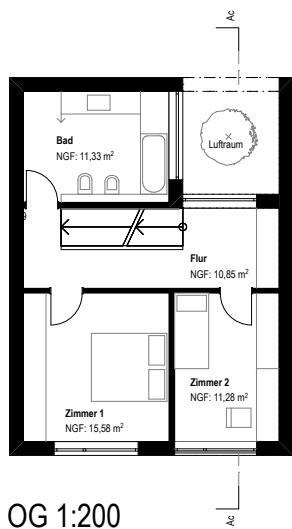 Ac
Bad
NGF: 11,33 m²
Luftraum
Flur
NGF: 10,85 m²
Zimmer 1
NGF: 15,58 m²
Zimmer 2
NGF: 11,28 m²
OG 1:200
Ac